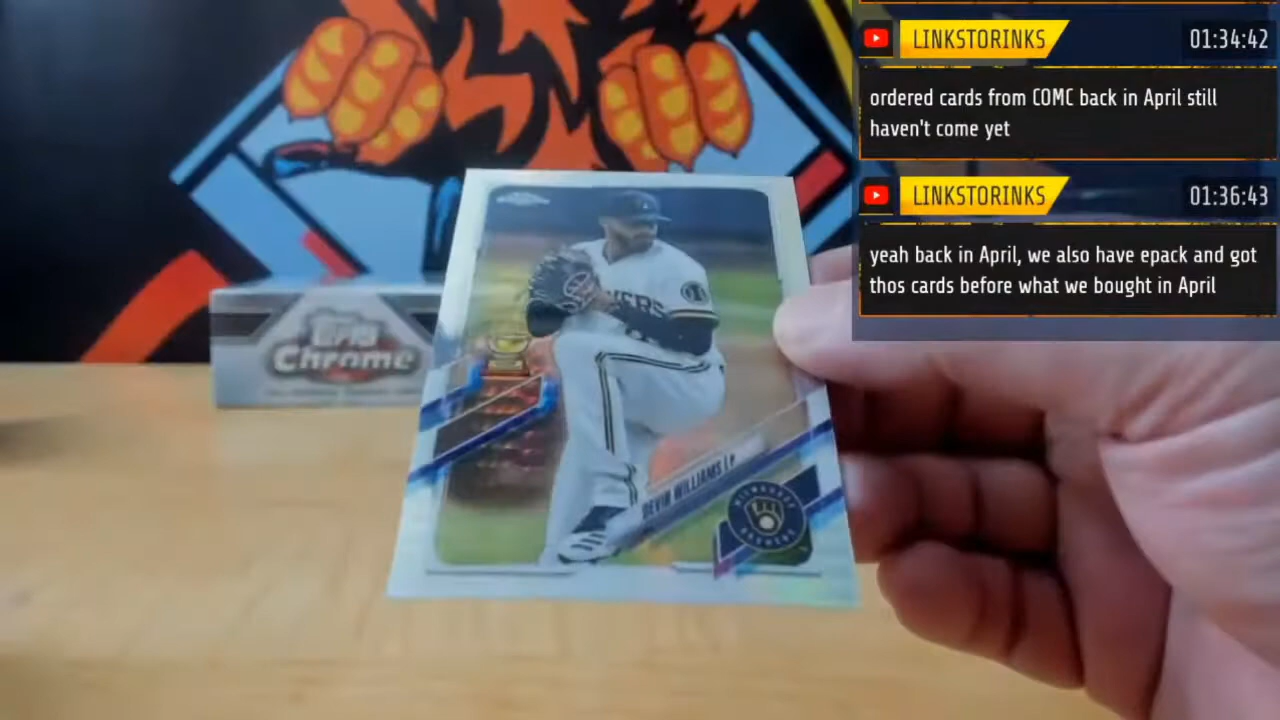 LINKSTORINKS 01:34:42
ordered cards from COMC back in April still
haven't come yet
LINKSTORINKS 01:36:43
yeah back in April, we also have epack and got
thos cards before what we bought in April
Chrome
DEVIN WILLIAMS
MILWAUKEE
BREWERS